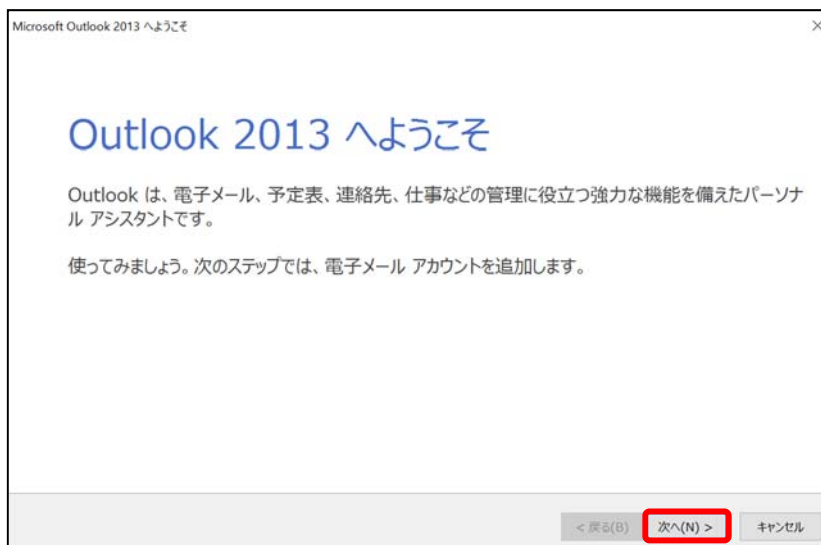 Microsoft Outlook 2013 へようこそ
Outlook 2013 へようこそ
Outlook は、電子メール、予定表、連絡先、仕事などの管理に役立つ強力な機能を備えたパーソナ
ル アシスタントです。
使ってみましょう。次のステップでは、電子メール アカウントを追加します。
< 戻る(B) 次へ(N) > キャンセル